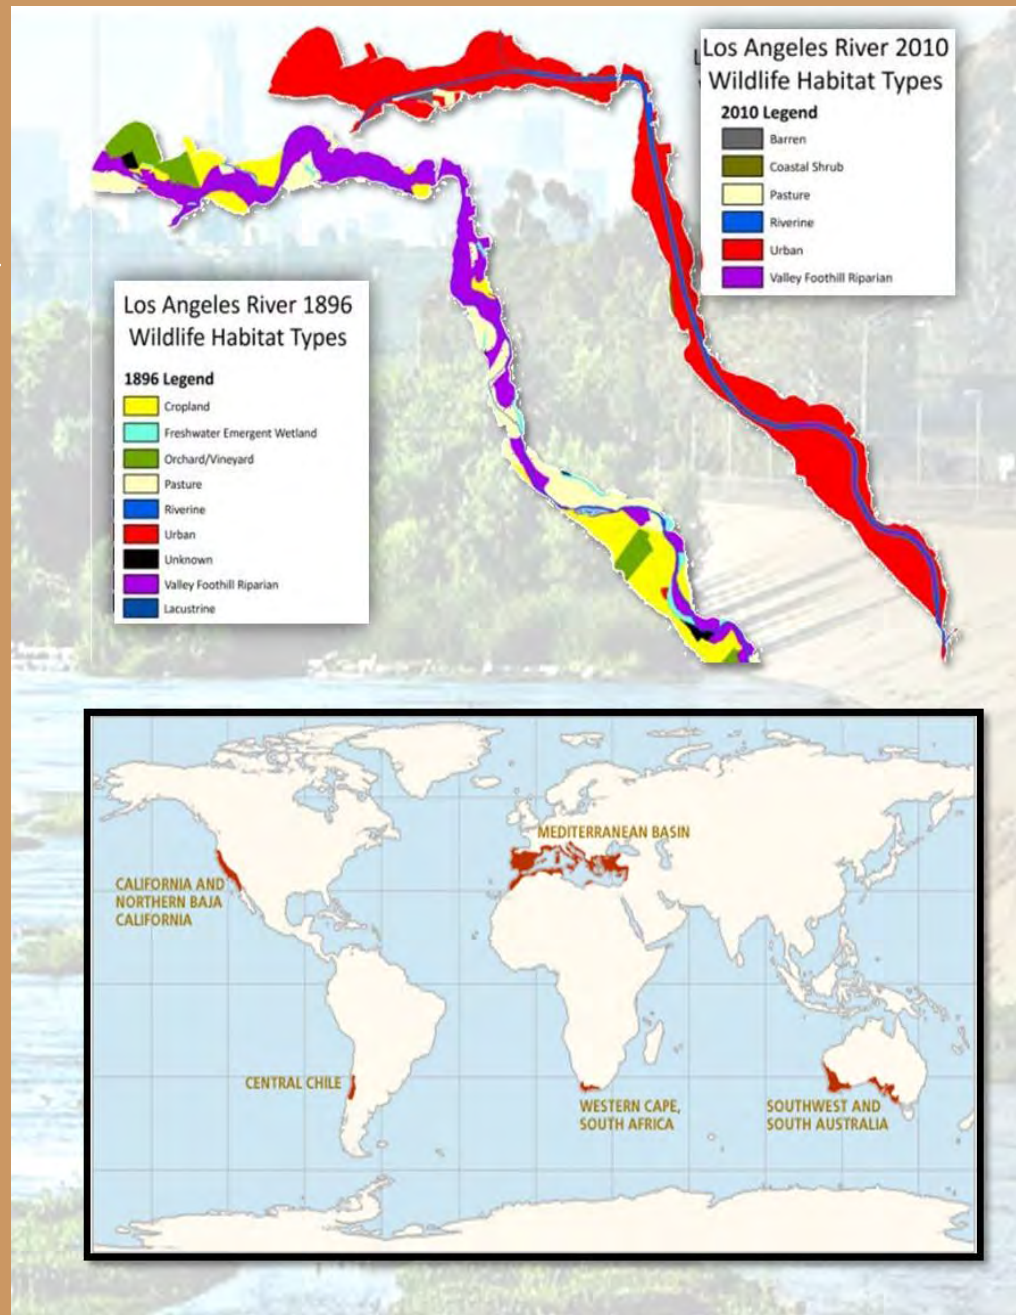 Los Angeles River 2010
Wildlife Habitat Types
2010 Legend
Barren
Coastal Shrub
Pasture
Riverine
Urban
Valley Foothill Riparian
Los Angeles River 1896
Wildlife Habitat Types
1896 Legend
Cropland
Freshwater Emergent Wetland
Orchard/Vineyard
Pasture
Riverine
Urban
Unknown
Valley Foothill Riparian
Lacustrine
MEDITERRANEAN BASIN
CALIFORNIA AND
NORTHERN BAJA
CALIFORNIA
CENTRAL CHILE
WESTERN CAPE,
SOUTH AFRICA
SOUTHWEST AND
SOUTH AUSTRALIA